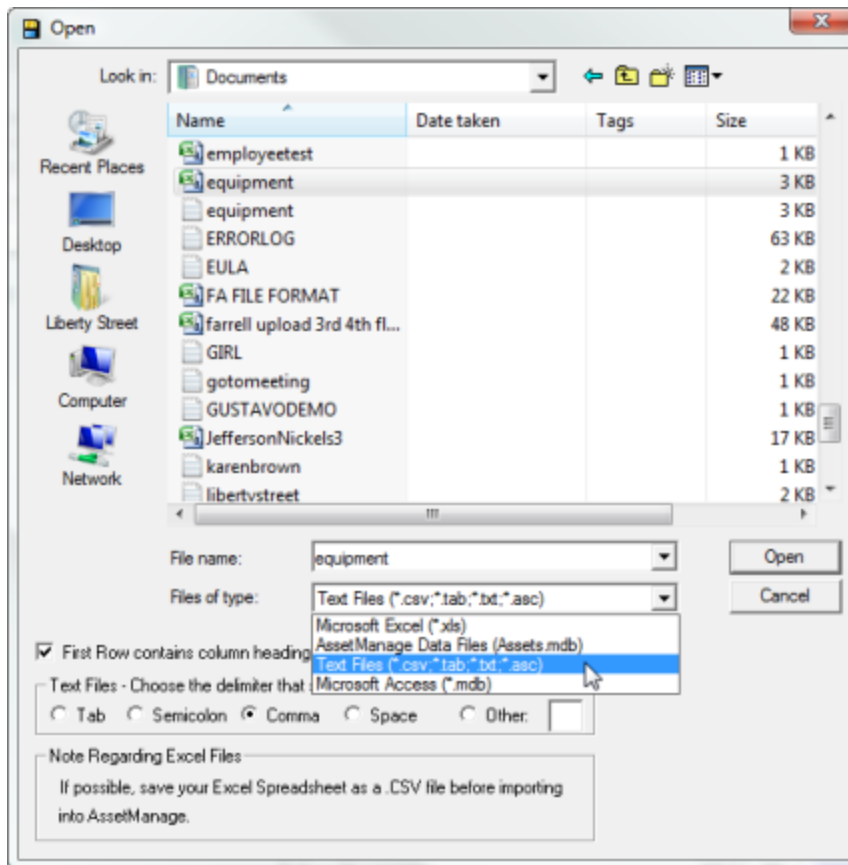 Open
Look in: Documents
Name Date taken Tags Size
employeetest 1 KB
equipment 3 KB
equipment 3 KB
ERRORLOG 63 KB
EULA 2 KB
FA FILE FORMAT 22 KB
farrell upload 3rd 4th fl... 48 KB
GIRL 1 KB
gotomeeting 1 KB
GUSTAVODEMO 1 KB
JeffersonNickels3 17 KB
karenbrown 1 KB
libertystreet 2 KB
Recent Places
Desktop
Liberty Street
Computer
Network
File name: equipment Open
Files of type: Text Files (*.csv;*.tab;*.txt;*.asc) Cancel
Microsoft Excel (*.xls)
AssetManage Data Files (Assets.mdb)
Text Files (*.csv;*.tab;*.txt;*.asc)
Microsoft Access (*.mdb)
First Row contains column heading
Text Files - Choose the delimiter that
Tab Semicolon Comma Space Other:
Note Regarding Excel Files
If possible, save your Excel Spreadsheet as a .CSV file before importing
into AssetManage.